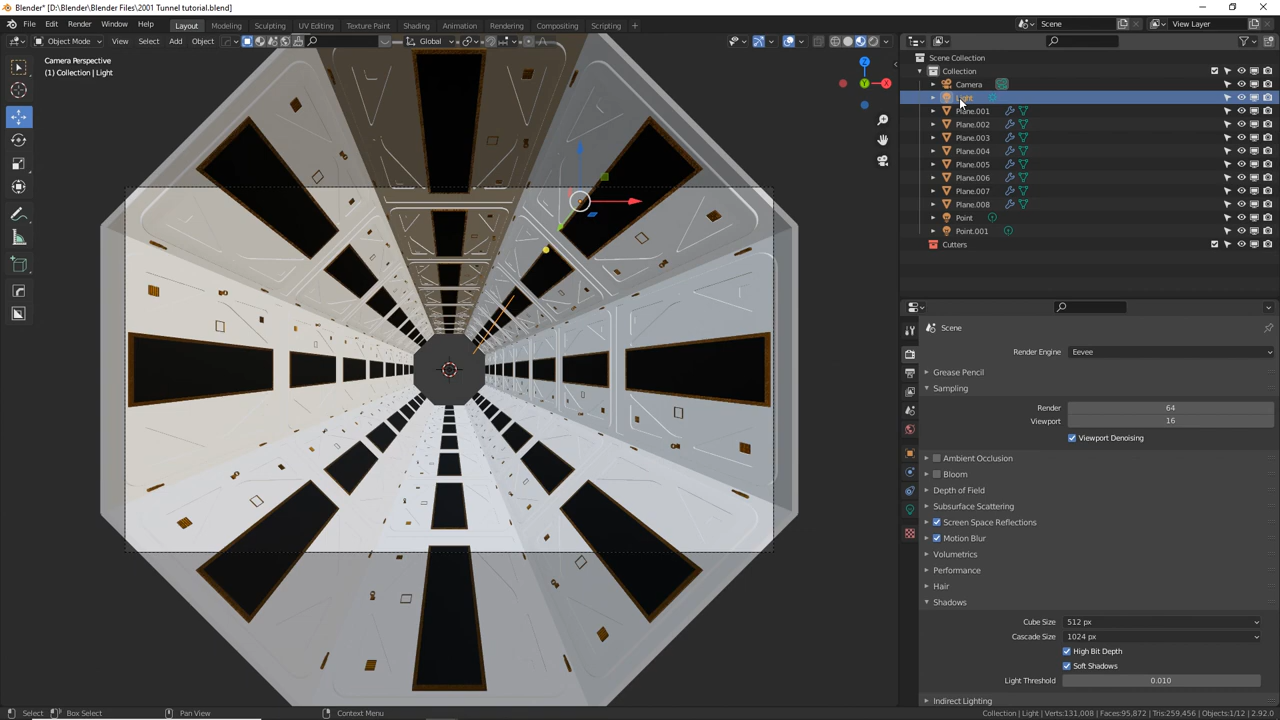 Blender* [D:\Blender\Blender Files\2001 Tunnel tutorial.blend]
File Edit Render Window Help Layout Modeling Sculpting UV Editing Texture Paint Shading Animation Rendering Compositing Scripting Scene View Layer
Object Mode View Select Add Object Global
Camera Perspective
(1) Collection | Light
Z
Y
X
Scene Collection
Collection
Camera
Light
Plane.001
Plane.002
Plane.003
Plane.004
Plane.005
Plane.006
Plane.007
Plane.008
Point
Point.001
Cutters
Scene
Render Engine Eevee
Grease Pencil
Sampling
Render 64
Viewport 16
Viewport Denoising
Ambient Occlusion
Bloom
Depth of Field
Subsurface Scattering
Screen Space Reflections
Motion Blur
Volumetrics
Performance
Hair
Shadows
Cube Size 512 px
Cascade Size 1024 px
High Bit Depth
Soft Shadows
Light Threshold 0.010
Indirect Lighting
Select Box Select Pan View Context Menu Collection | Light | Verts:131,008 | Faces:95,872 | Tris:259,456 | Objects:1/12 | 2.92.0